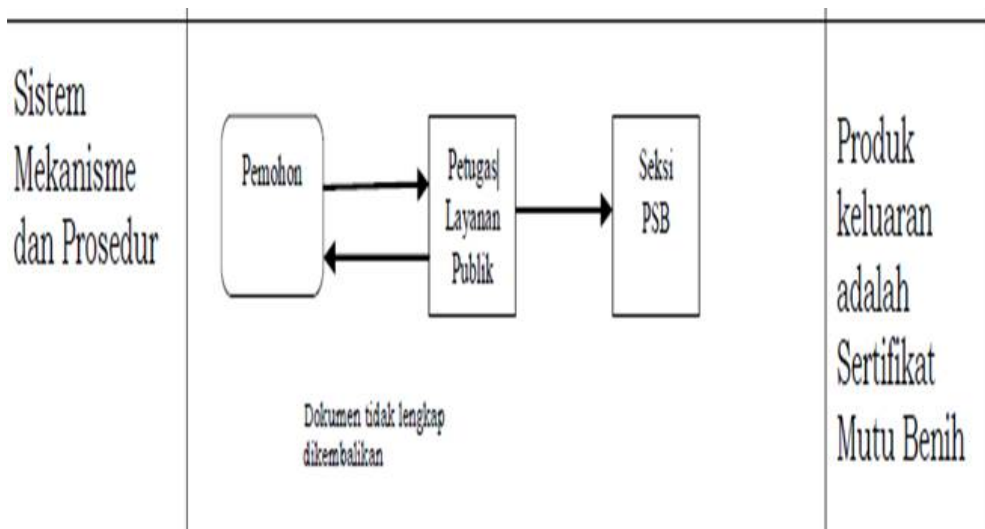 Sistem
Mekanisme
dan Prosedur
Pemohon
Petugas
Layanan
Publik
Seksi
PSB
Dokumen tidak lengkap
dikembalikan
Produk
keluaran
adalah
Sertifikat
Mutu Benih